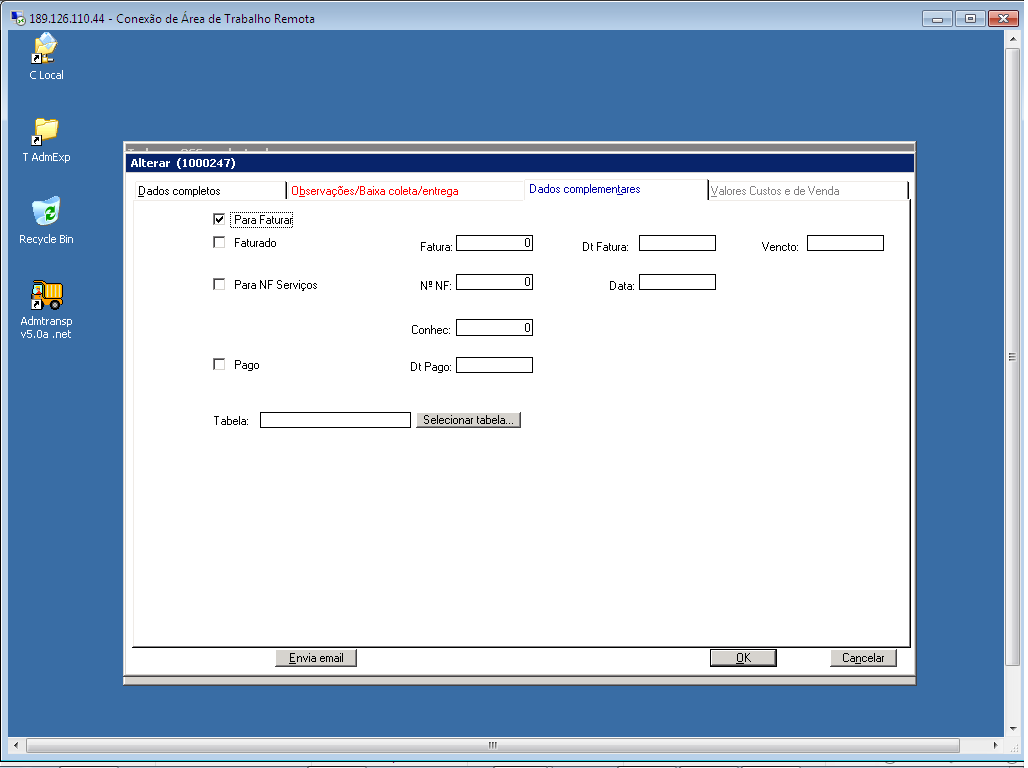 189.126.110.44 - Conexão de Área de Trabalho Remota
C Local
T AdmExp
Recycle Bin
Admtransp
v5.0a .net
Alterar (1000247)
Dados completos
Observações/Baixa coleta/entrega
Dados complementares
Valores Custos e de Venda
Para Faturar
Faturado
Fatura: 0
Dt Fatura:
Vencto:
Para NF Serviços
Nº NF: 0
Data:
Conhec: 0
Pago
Dt Pago:
Tabela:
Selecionar tabela...
Envia email
OK
Cancelar